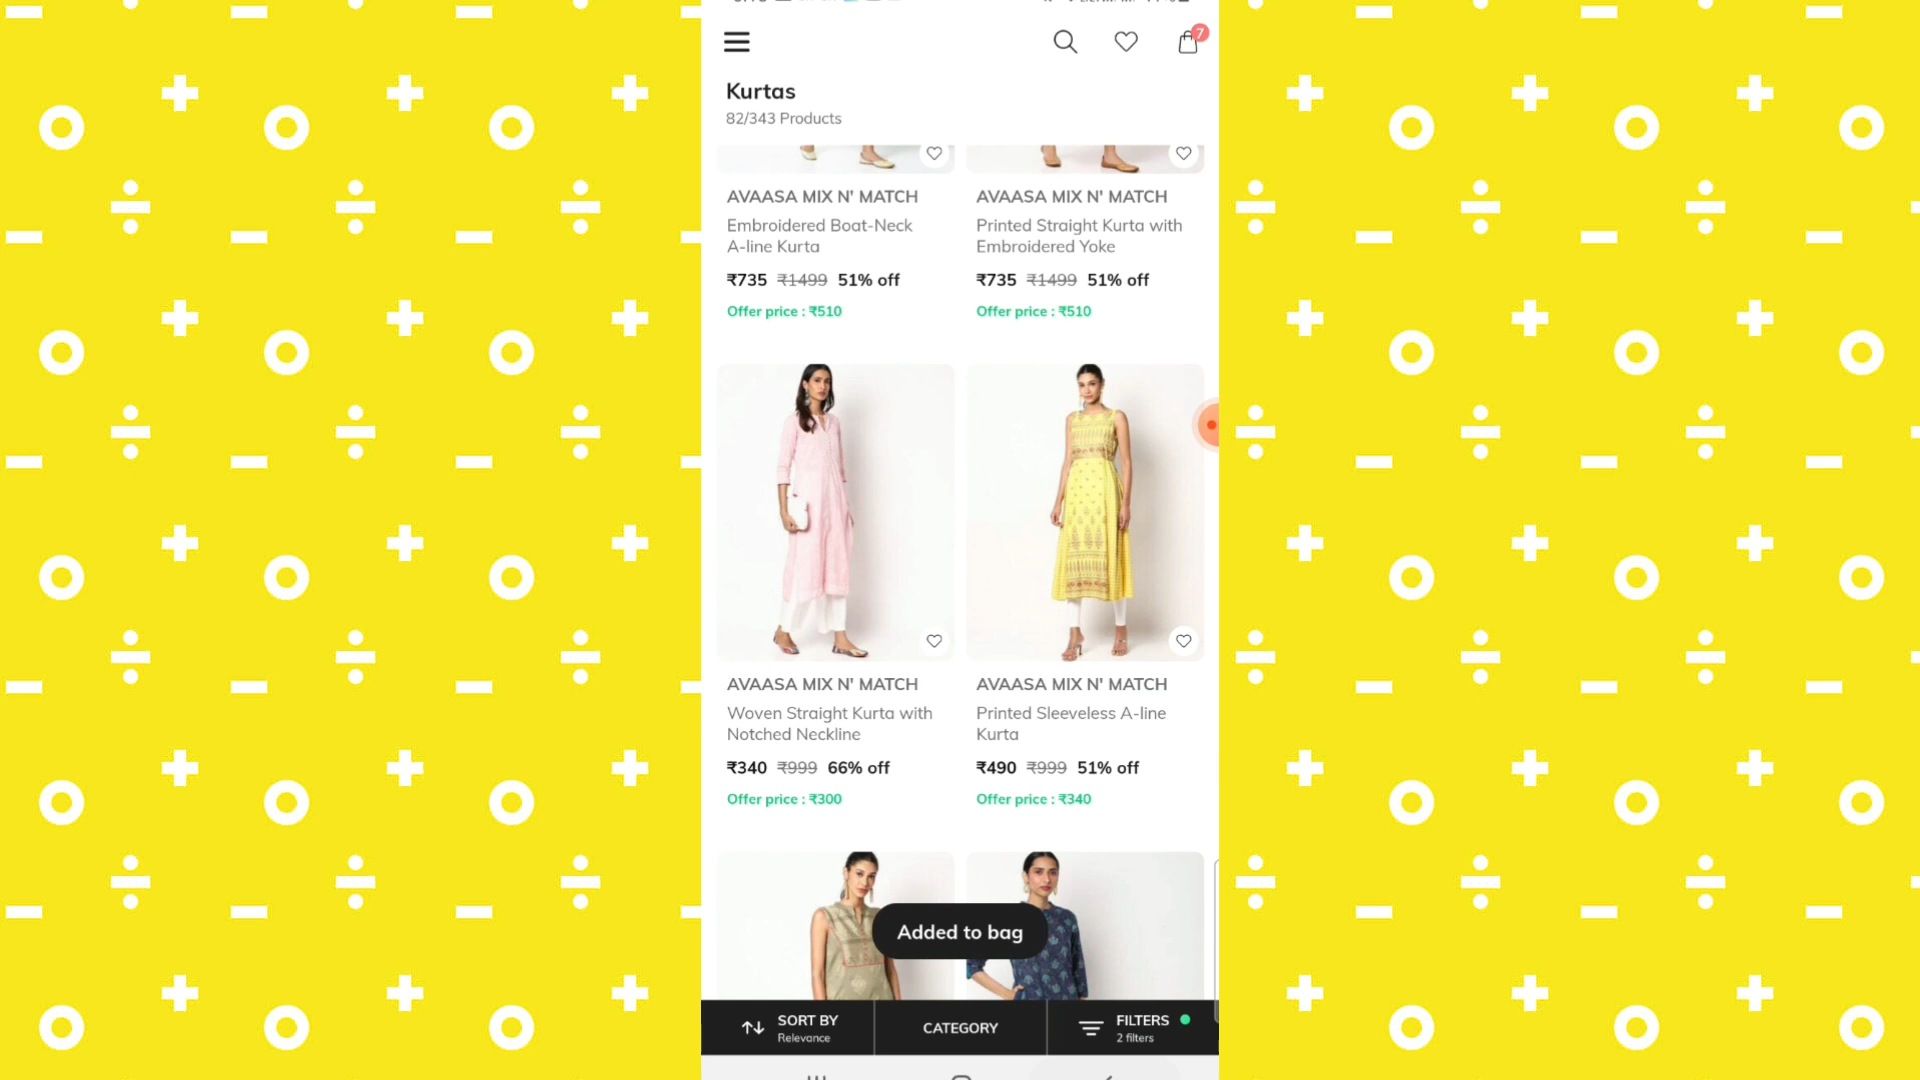 7
Kurtas
82/343 Products
AVAASA MIX N' MATCH
Embroidered Boat-Neck
A-line Kurta
₹735 ₹1499 51% off
Offer price : ₹510
AVAASA MIX N' MATCH
Printed Straight Kurta with
Embroidered Yoke
₹735 ₹1499 51% off
Offer price : ₹510
AVAASA MIX N' MATCH
Woven Straight Kurta with
Notched Neckline
₹340 ₹999 66% off
Offer price : ₹300
AVAASA MIX N' MATCH
Printed Sleeveless A-line
Kurta
₹490 ₹999 51% off
Offer price : ₹340
Added to bag
SORT BY
Relevance
CATEGORY
FILTERS
2 filters